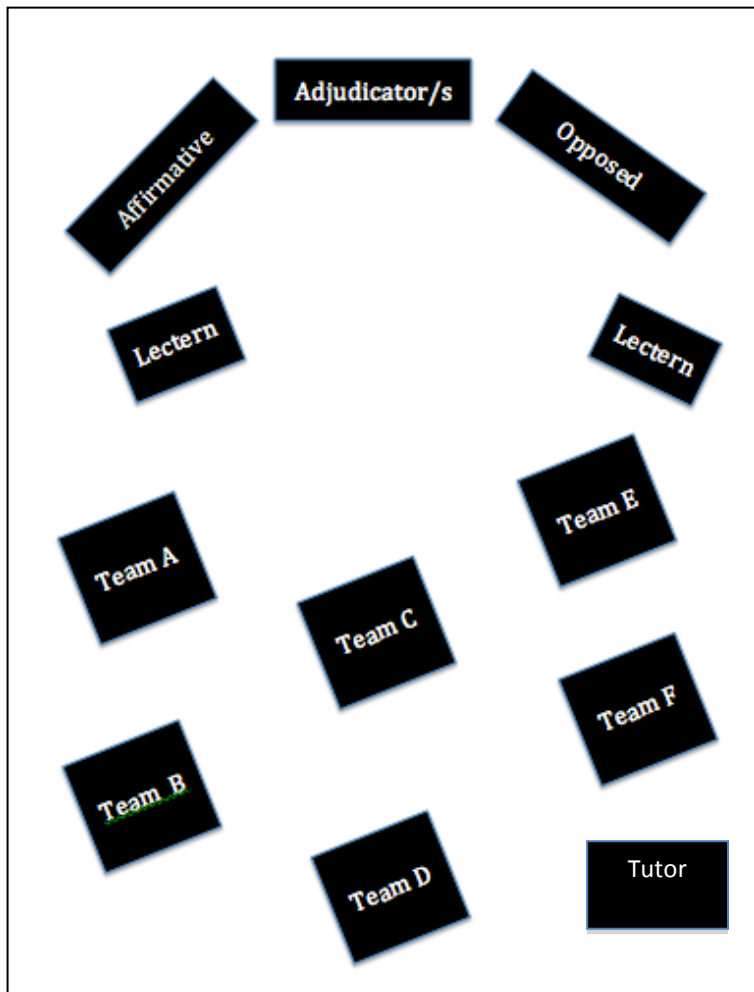 Adjudicator/s
Affirmative
Opposed
Lectern
Lectern
Team A
Team C
Team E
Team B
Team F
Team D
Tutor